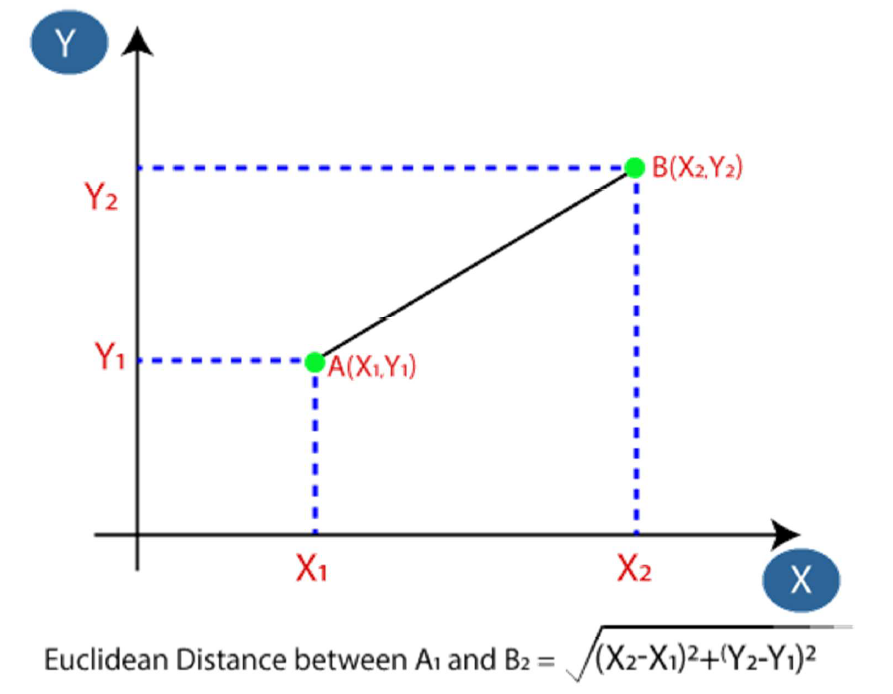 Y
B(X₂,Y₂)
Y₂
Y₁
A(X₁,Y₁)
X₁
X₂
X
Euclidean Distance between A₁ and B₂ = √(X₂-X₁)²+(Y₂-Y₁)²